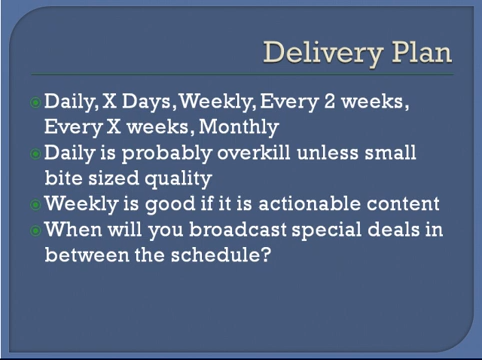 Delivery Plan
Daily, X Days, Weekly, Every 2 weeks,
Every X weeks, Monthly
Daily is probably overkill unless small
bite sized quality
Weekly is good if it is actionable content
When will you broadcast special deals in
between the schedule?